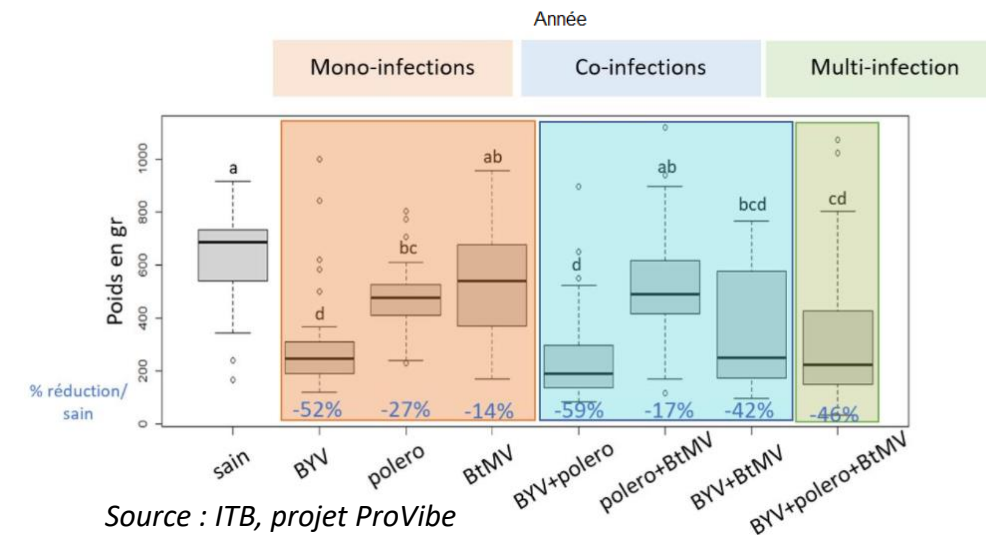 Année
Mono-infections
Co-infections
Multi-infection
Poids en gr
1000
800
600
400
200
0
a
d
bc
ab
d
ab
bcd
cd
% réduction/
sain
-52%
-27%
-14%
-59%
-17%
-42%
-46%
sain
BYV
polero
BtMV
BYV+polero
polero+BtMV
BYV+BtMV
BYV+polero+BtMV
Source : ITB, projet ProVibe